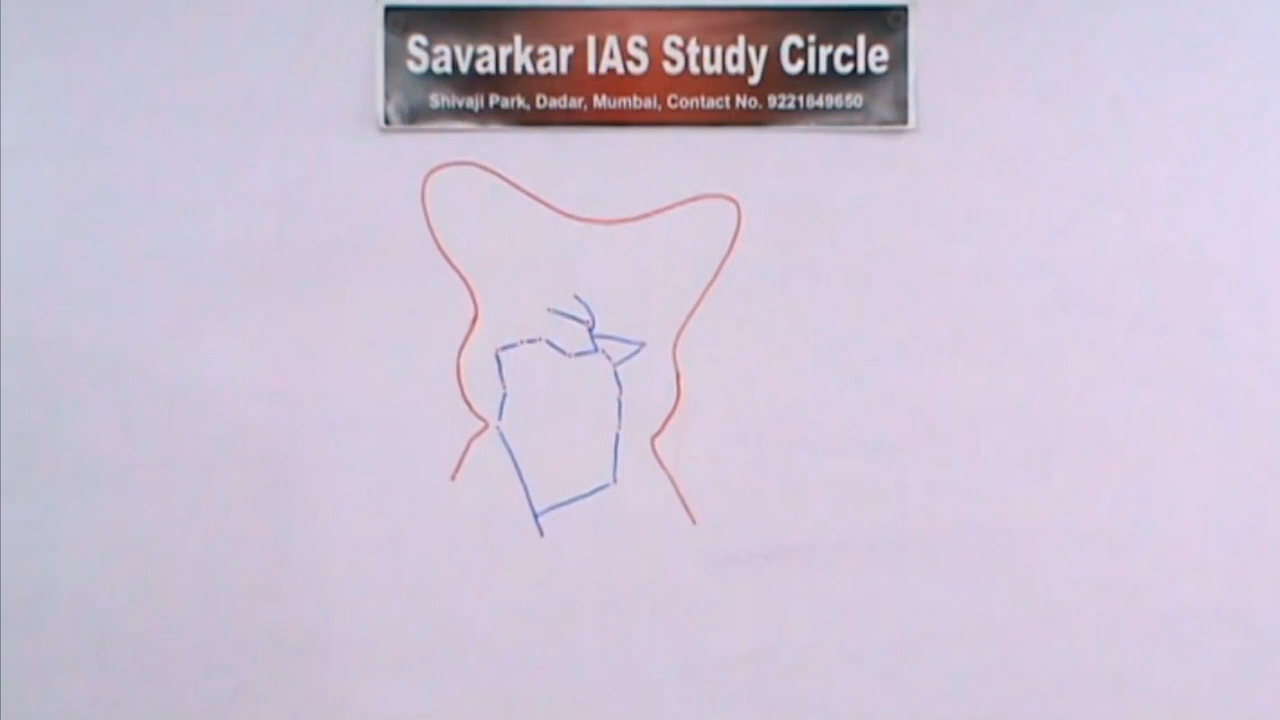 Savarkar IAS Study Circle
Shivaji Park, Dadar, Mumbai, Contact No. 9221849650